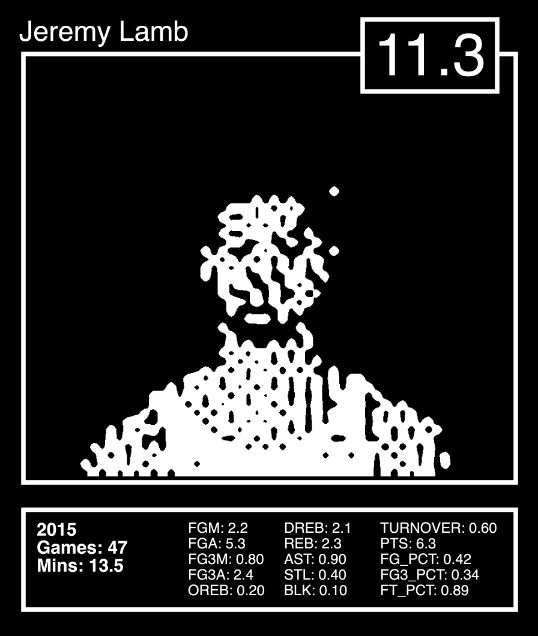 Jeremy Lamb
11.3
2015
Games: 47
Mins: 13.5
FGM: 2.2
FGA: 5.3
FG3M: 0.80
FG3A: 2.4
OREB: 0.20
DREB: 2.1
REB: 2.3
AST: 0.90
STL: 0.40
BLK: 0.10
TURNOVER: 0.60
PTS: 6.3
FG_PCT: 0.42
FG3_PCT: 0.34
FT_PCT: 0.89